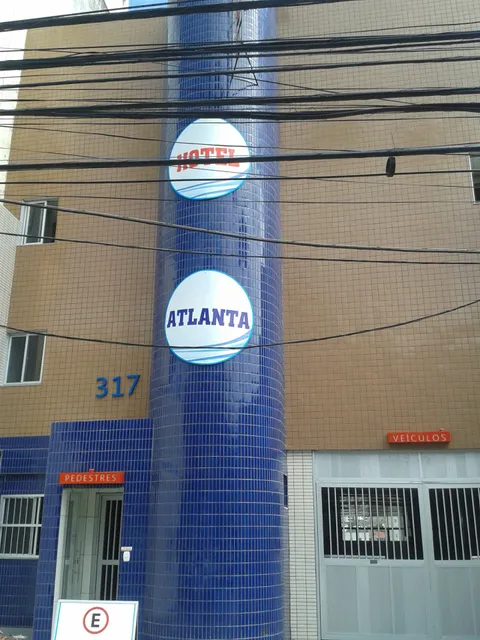 HOTEL
ATLANTA
317
VEÍCULOS
PEDESTRES
E